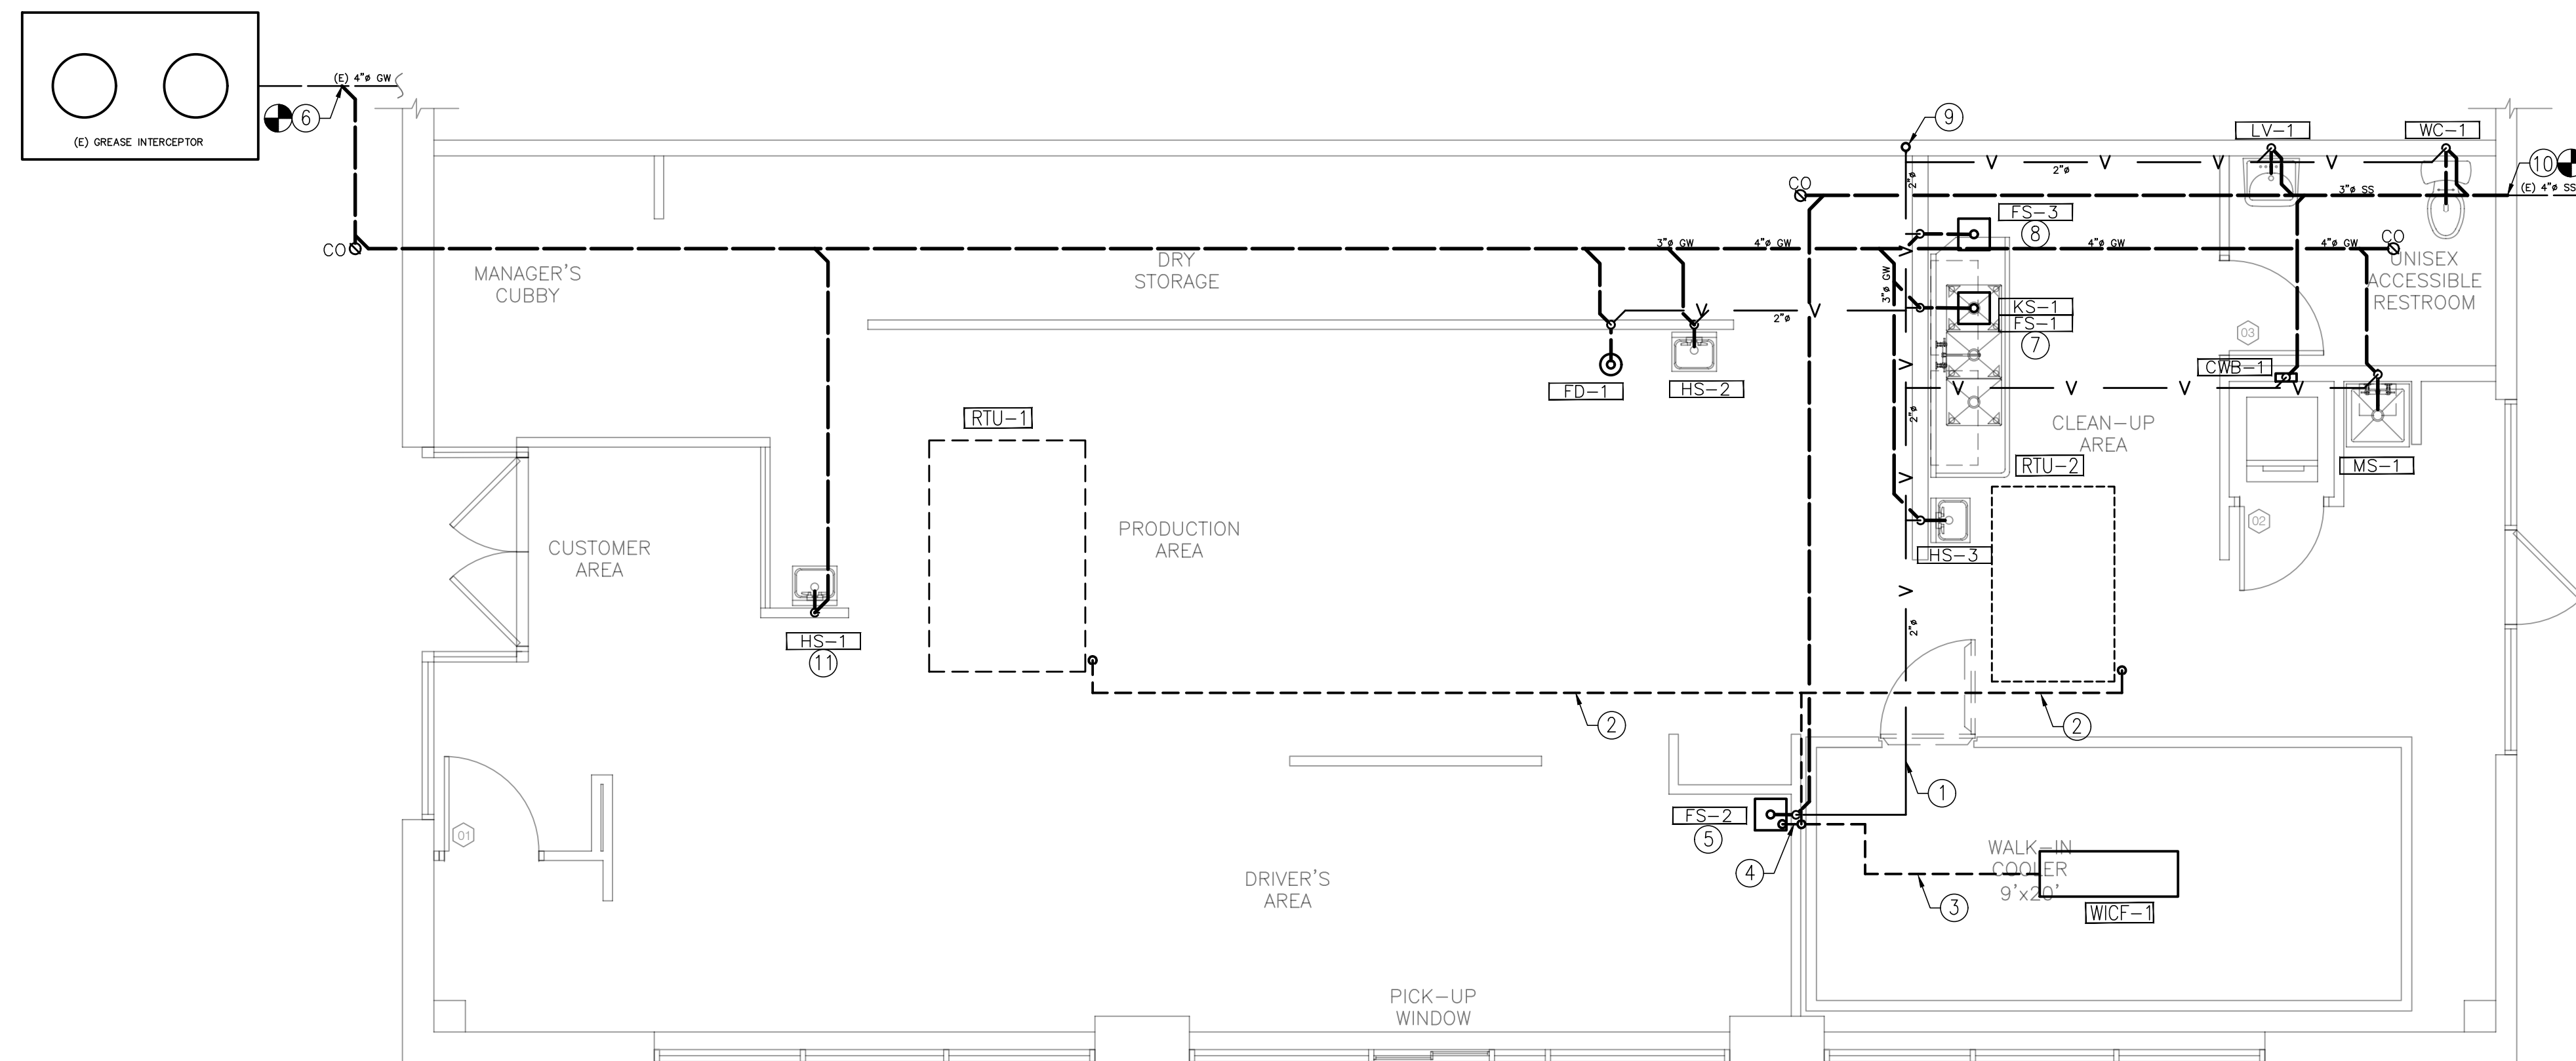 (E) 4"ø GW
6
(E) GREASE INTERCEPTOR
9
LV-1
WC-1
V
V
V
V
2"ø
2"ø
10
(E) 4"ø SS
CO
3"ø SS
FS-3
8
CO
3"ø GW
4"ø GW
V
4"ø GW
4"ø GW
CO
MANAGER'S
CUBBY
DRY
STORAGE
UNISEX
ACCESSIBLE
RESTROOM
3"ø GW
KS-1
FS-1
7
V
2"ø
V
03
FD-1
HS-2
V
CWB-1
V
V
V
V
2"ø
RTU-1
CLEAN-UP
AREA
RTU-2
MS-1
V
PRODUCTION
AREA
02
CUSTOMER
AREA
HS-3
V
HS-1
11
2"ø
2
2
1
FS-2
5
01
4
WALK-IN
COOLER
9'x20'
DRIVER'S
AREA
3
WICF-1
PICK-UP
WINDOW